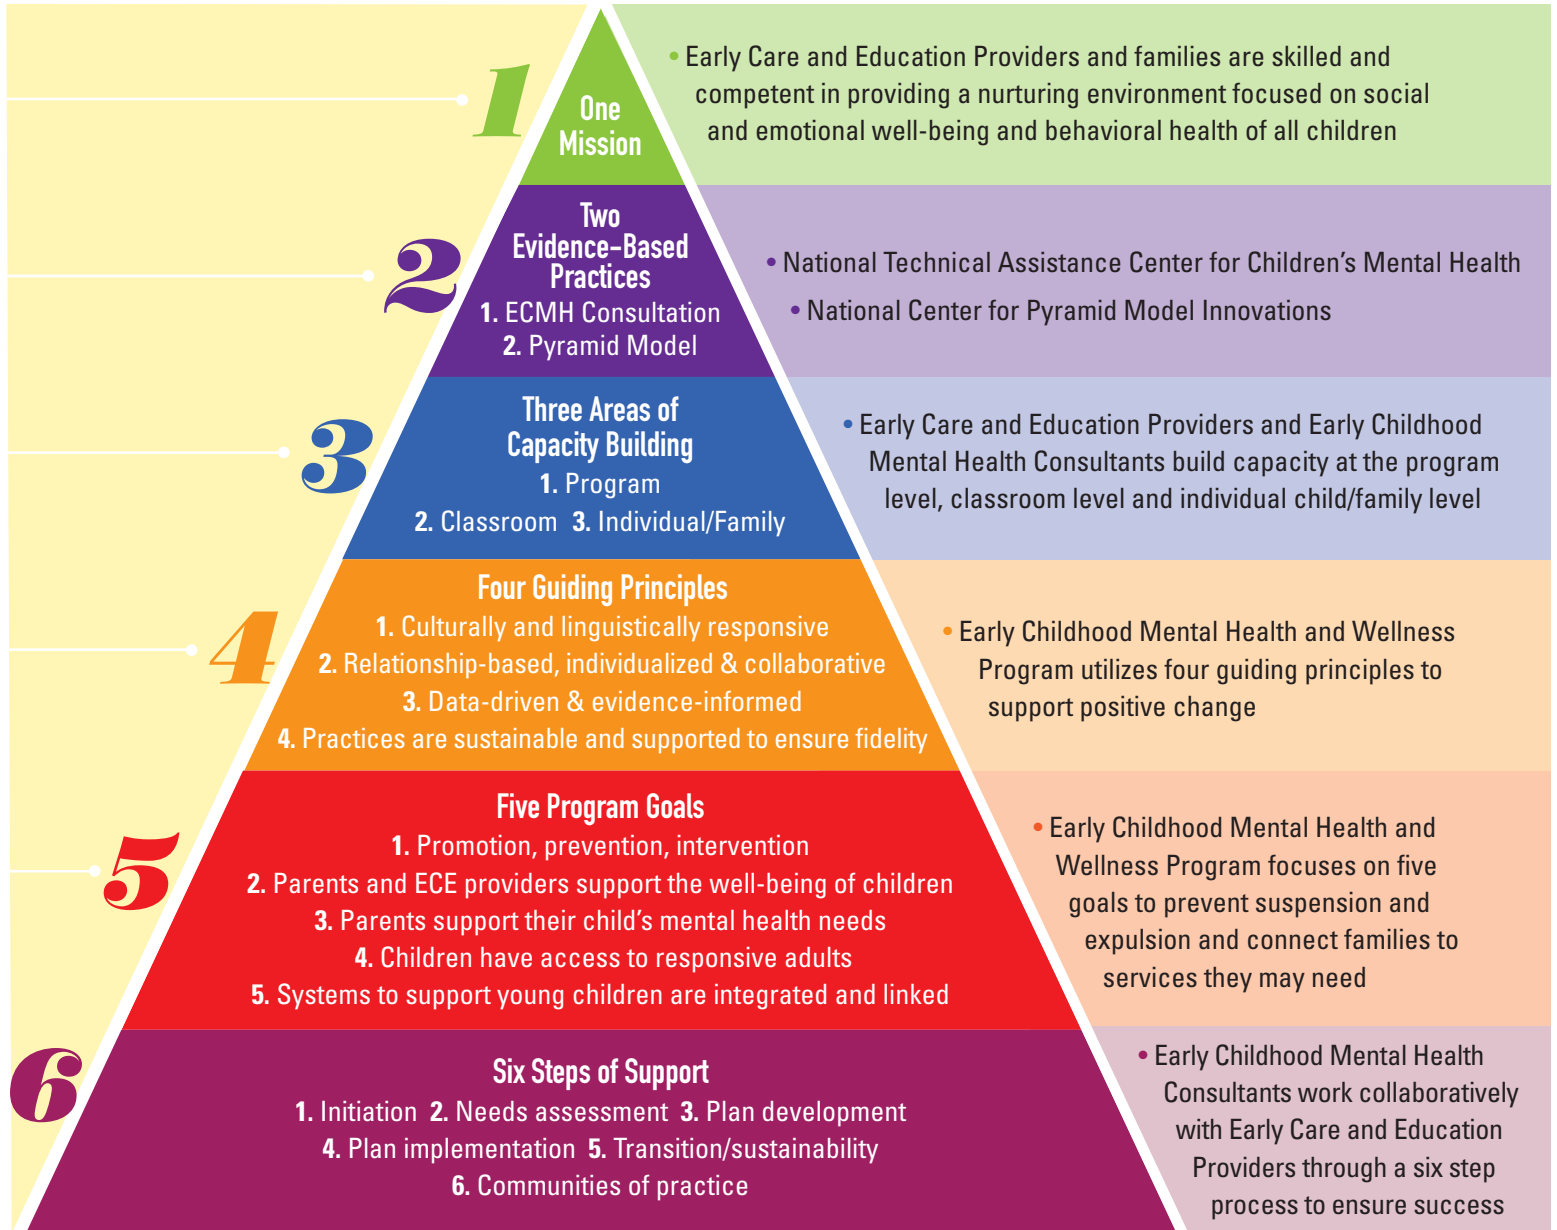 1
One
Mission
• Early Care and Education Providers and families are skilled and
competent in providing a nurturing environment focused on social
and emotional well-being and behavioral health of all children
2
Two
Evidence-Based
Practices
1. ECMH Consultation
2. Pyramid Model
• National Technical Assistance Center for Children's Mental Health
• National Center for Pyramid Model Innovations
3
Three Areas of
Capacity Building
1. Program
2. Classroom 3. Individual/Family
• Early Care and Education Providers and Early Childhood
Mental Health Consultants build capacity at the program
level, classroom level and individual child/family level
4
Four Guiding Principles
1. Culturally and linguistically responsive
2. Relationship-based, individualized & collaborative
3. Data-driven & evidence-informed
4. Practices are sustainable and supported to ensure fidelity
• Early Childhood Mental Health and Wellness
Program utilizes four guiding principles to
support positive change
5
Five Program Goals
1. Promotion, prevention, intervention
2. Parents and ECE providers support the well-being of children
3. Parents support their child's mental health needs
4. Children have access to responsive adults
5. Systems to support young children are integrated and linked
• Early Childhood Mental Health and
Wellness Program focuses on five
goals to prevent suspension and
expulsion and connect families to
services they may need
6
Six Steps of Support
1. Initiation 2. Needs assessment 3. Plan development
4. Plan implementation 5. Transition/sustainability
6. Communities of practice
• Early Childhood Mental Health
Consultants work collaboratively
with Early Care and Education
Providers through a six step
process to ensure success